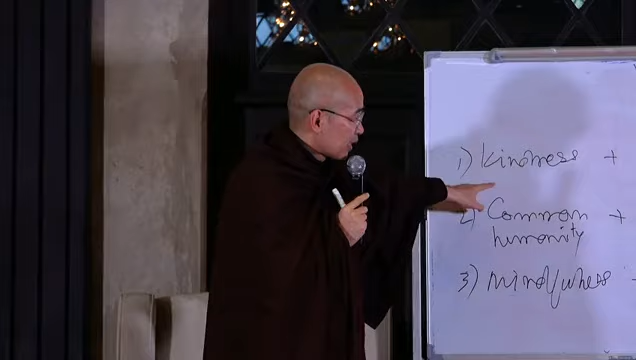 1) kindness +
2) Common +
humanity
3) Mindfulness -